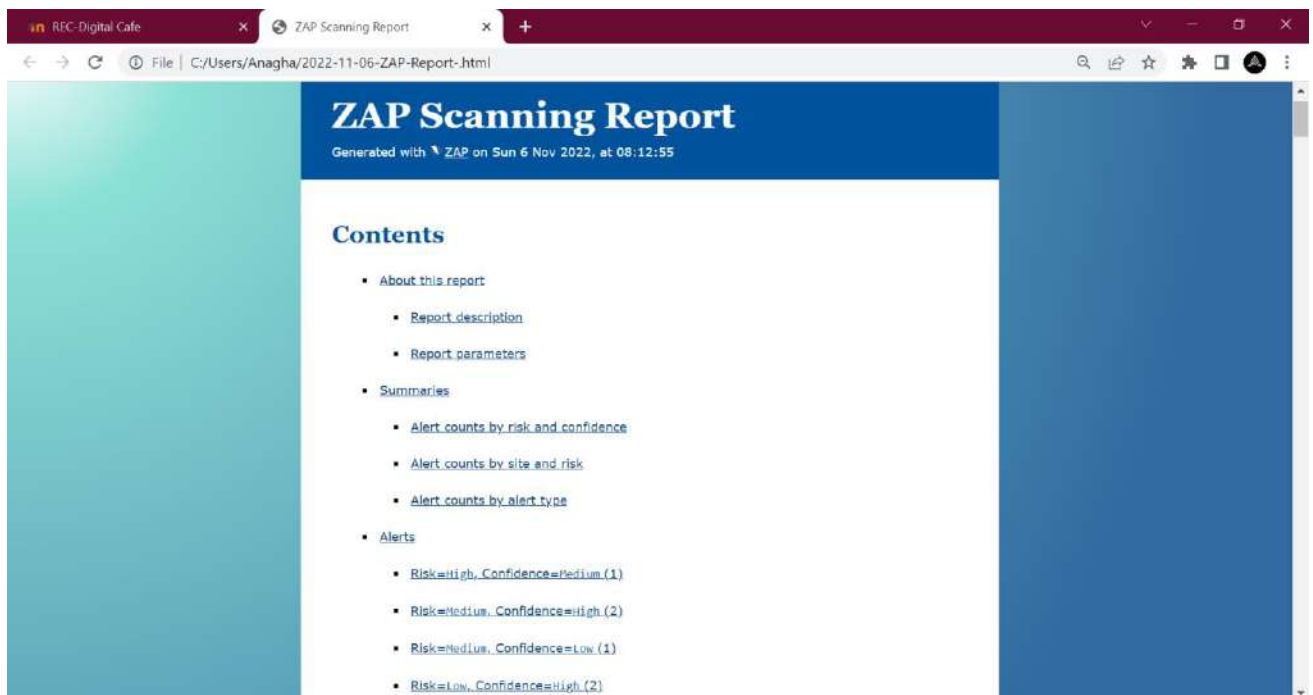 REC-Digital Cafe
ZAP Scanning Report
File | C:/Users/Anagha/2022-11-06-ZAP-Report-.html
ZAP Scanning Report
Generated with ZAP on Sun 6 Nov 2022, at 08:12:55
Contents
About this report
Report description
Report parameters
Summaries
Alert counts by risk and confidence
Alert counts by site and risk
Alert counts by alert type
Alerts
Risk=High, Confidence=Medium (1)
Risk=Medium, Confidence=High (2)
Risk=Medium, Confidence=Low (1)
Risk=Low, Confidence=High (2)